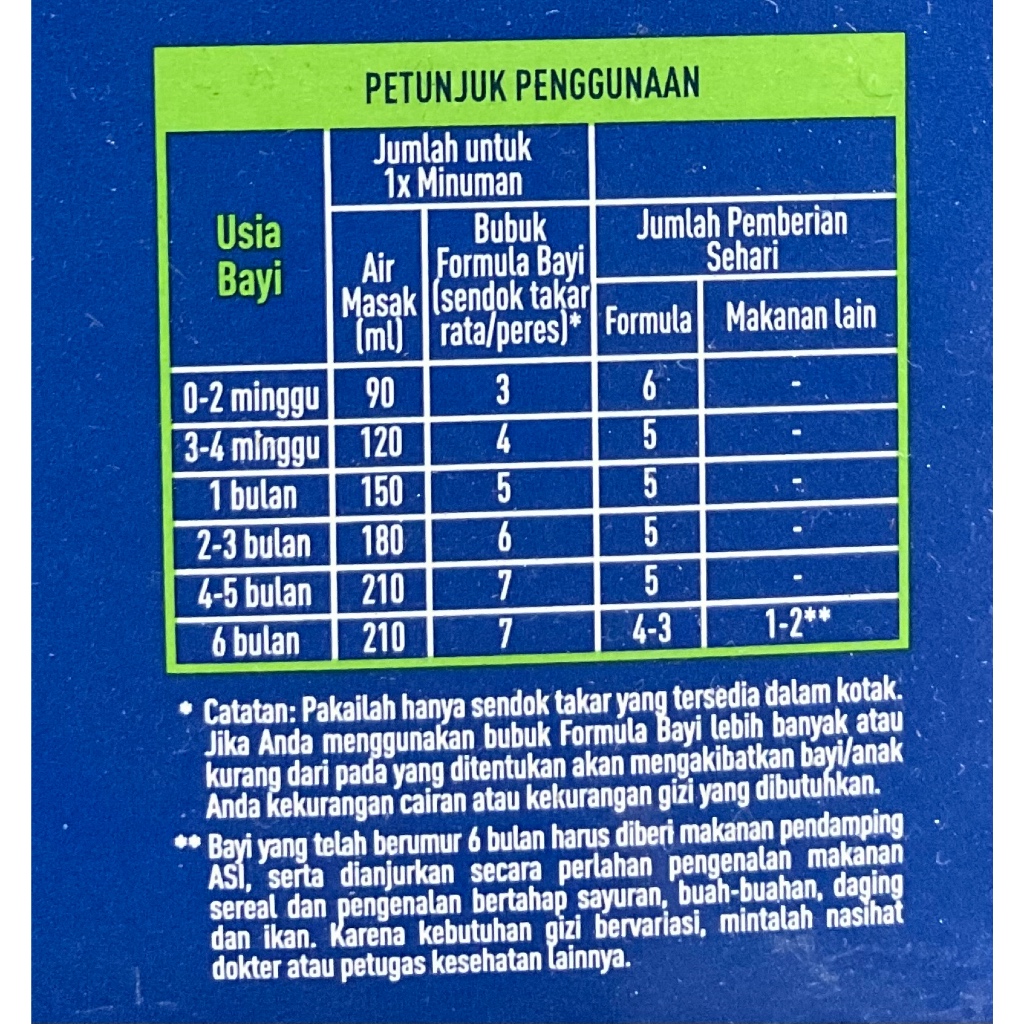 PETUNJUK PENGGUNAAN
Usia
Bayi
Jumlah untuk
1x Minuman
Air
Masak
(ml)
Bubuk
Formula Bayi
(sendok takar
rata/peres)*
Jumlah Pemberian
Sehari
Formula
Makanan lain
0-2 minggu 90 3 6 -
3-4 minggu 120 4 5 -
1 bulan 150 5 5 -
2-3 bulan 180 6 5 -
4-5 bulan 210 7 5 -
6 bulan 210 7 4-3 1-2**
* Catatan: Pakailah hanya sendok takar yang tersedia dalam kotak.
Jika Anda menggunakan bubuk Formula Bayi lebih banyak atau
kurang dari pada yang ditentukan akan mengakibatkan bayi/anak
Anda kekurangan cairan atau kekurangan gizi yang dibutuhkan.
** Bayi yang telah berumur 6 bulan harus diberi makanan pendamping
ASI, serta dianjurkan secara perlahan pengenalan makanan
sereal dan pengenalan bertahap sayuran, buah-buahan, daging
dan ikan. Karena kebutuhan gizi bervariasi, mintalah nasihat
dokter atau petugas kesehatan lainnya.